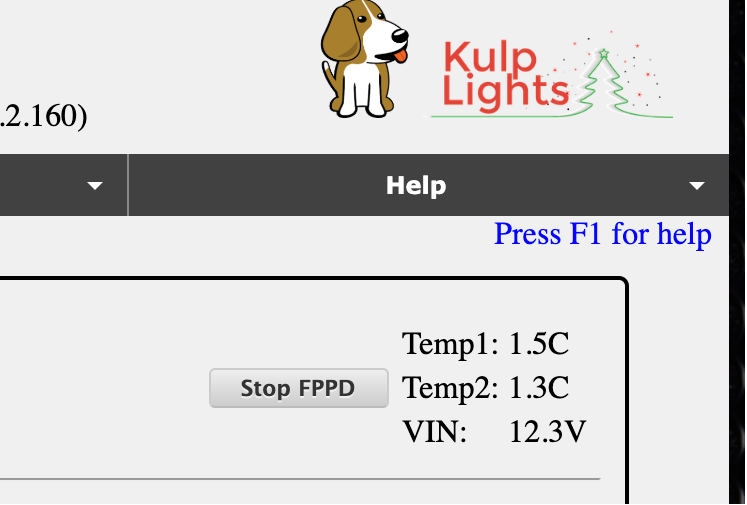 Kulp
Lights
.2.160)
Help
Press F1 for help
Temp1: 1.5C
Stop FPPD
Temp2: 1.3C
VIN: 12.3V